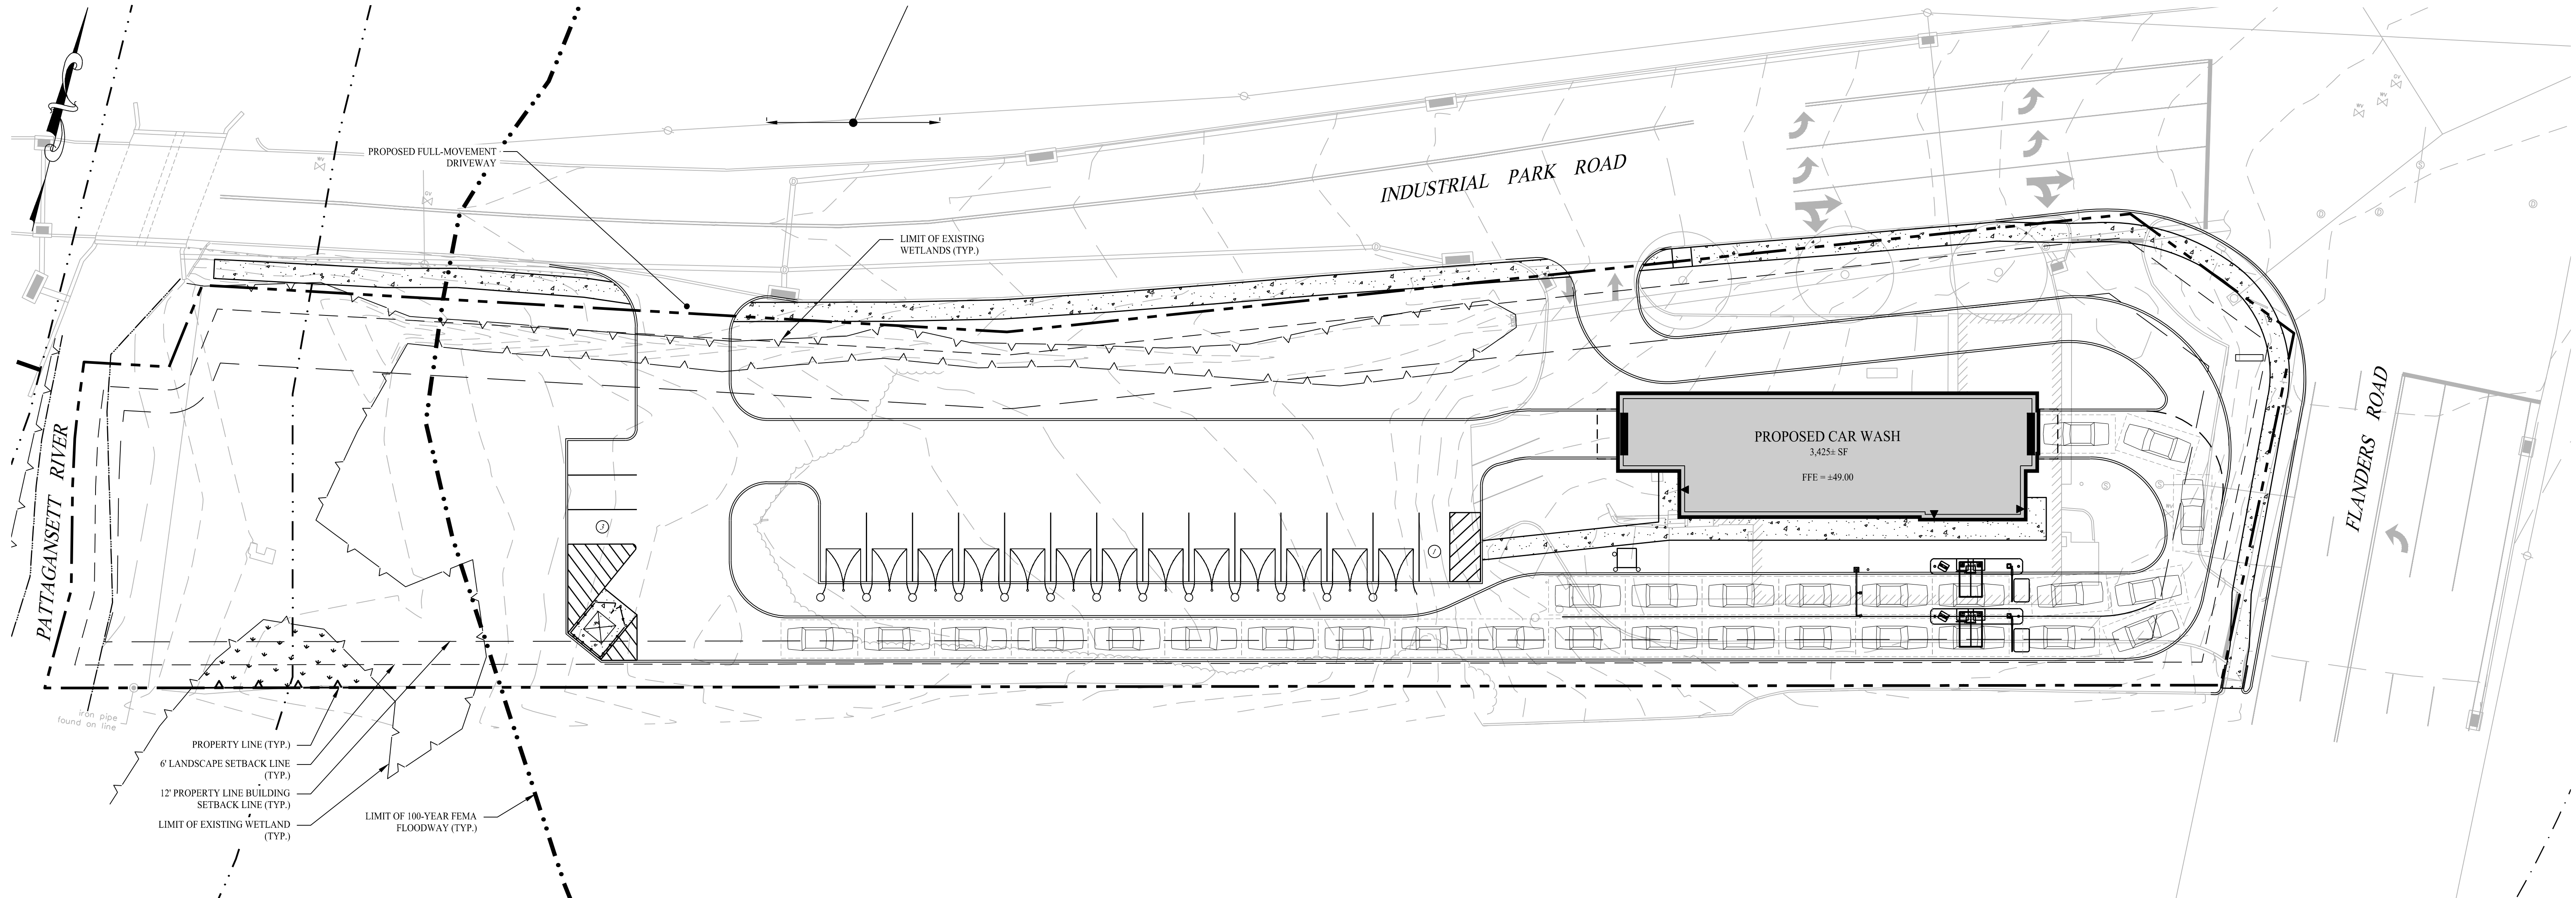 PROPOSED FULL-MOVEMENT
DRIVEWAY
INDUSTRIAL PARK ROAD
LIMIT OF EXISTING
WETLANDS (TYP.)
PROPOSED CAR WASH
3,425± SF
FFE = ±49.00
FLANDERS ROAD
PATTAGANSETT RIVER
3
1
iron pipe
found on line
PROPERTY LINE (TYP.)
6' LANDSCAPE SETBACK LINE
(TYP.)
12' PROPERTY LINE BUILDING
SETBACK LINE (TYP.)
LIMIT OF EXISTING WETLAND
(TYP.)
LIMIT OF 100-YEAR FEMA
FLOODWAY (TYP.)